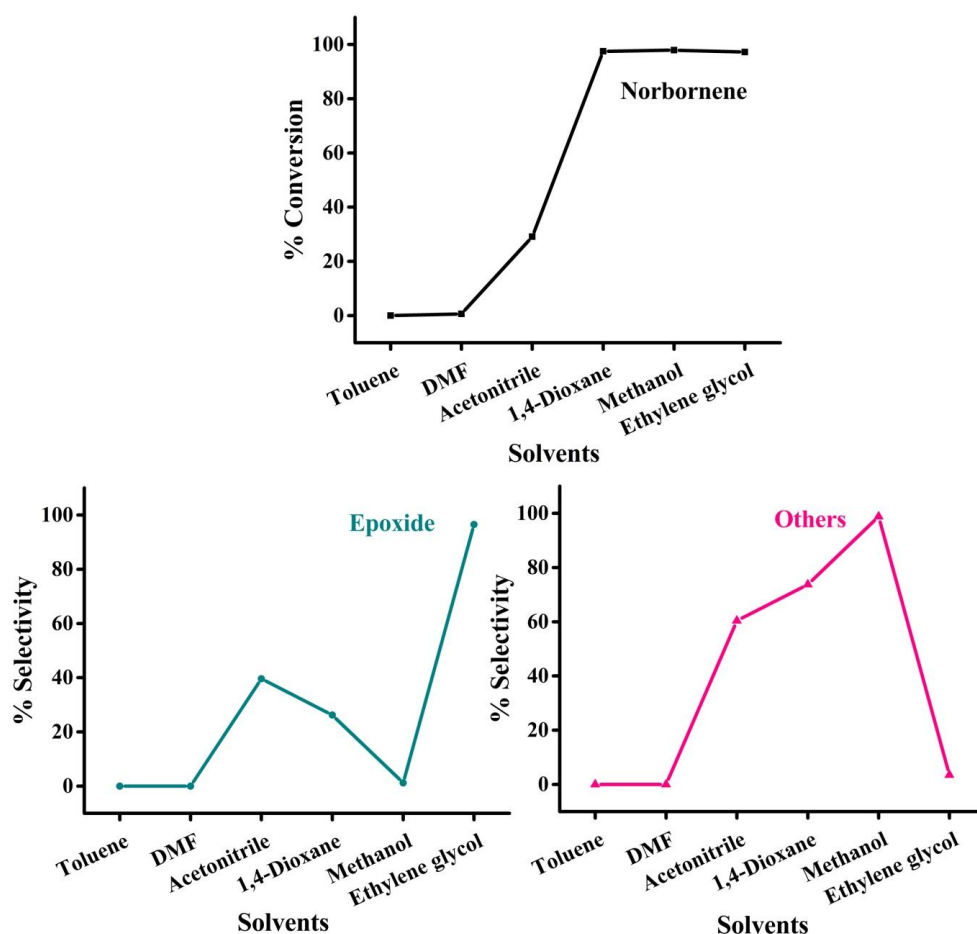 100
80
60
40
20
0
% Conversion
Norbornene
Toluene
DMF
Acetonitrile
1,4-Dioxane
Methanol
Ethylene glycol
Solvents
100
80
60
40
20
0
% Selectivity
Epoxide
Toluene
DMF
Acetonitrile
1,4-Dioxane
Methanol
Ethylene glycol
Solvents
100
80
60
40
20
0
% Selectivity
Others
Toluene
DMF
Acetonitrile
1,4-Dioxane
Methanol
Ethylene glycol
Solvents